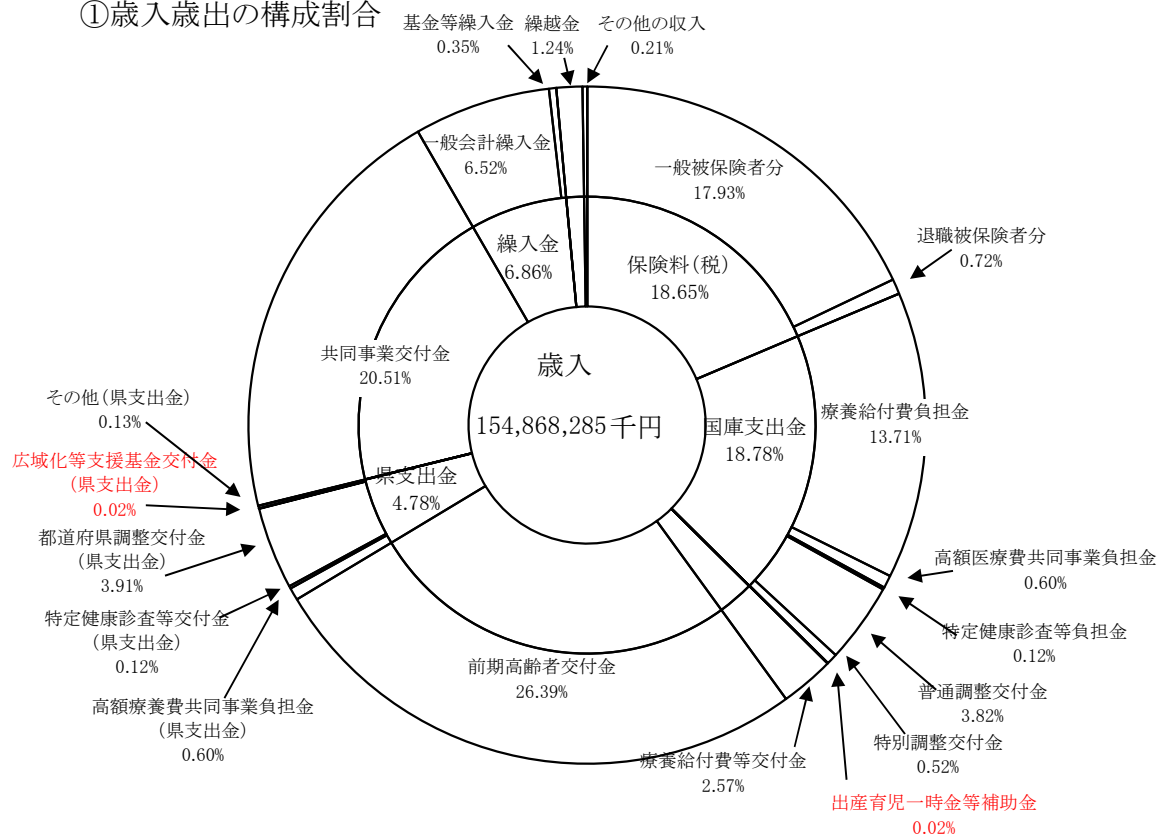 ①歳入歳出の構成割合
基金等繰入金
0.35%
繰越金
1.24%
その他の収入
0.21%
一般会計繰入金
6.52%
一般被保険者分
17.93%
退職被保険者分
0.72%
繰入金
6.86%
保険料(税)
18.65%
共同事業交付金
20.51%
歳入
154,868,285千円
国庫支出金
18.78%
療養給付費負担金
13.71%
その他(県支出金)
0.13%
広域化等支援基金交付金
(県支出金)
0.02%
県支出金
4.78%
都道府県調整交付金
(県支出金)
3.91%
高額医療費共同事業負担金
0.60%
特定健康診査等交付金
(県支出金)
0.12%
特定健康診査等負担金
0.12%
前期高齢者交付金
26.39%
普通調整交付金
3.82%
高額療養費共同事業負担金
(県支出金)
0.60%
特別調整交付金
0.52%
療養給付費等交付金
2.57%
出産育児一時金等補助金
0.02%